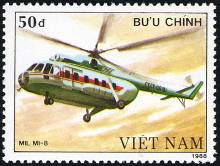 50đ BƯU CHÍNH
MIL MI-8
VIỆT NAM
1988